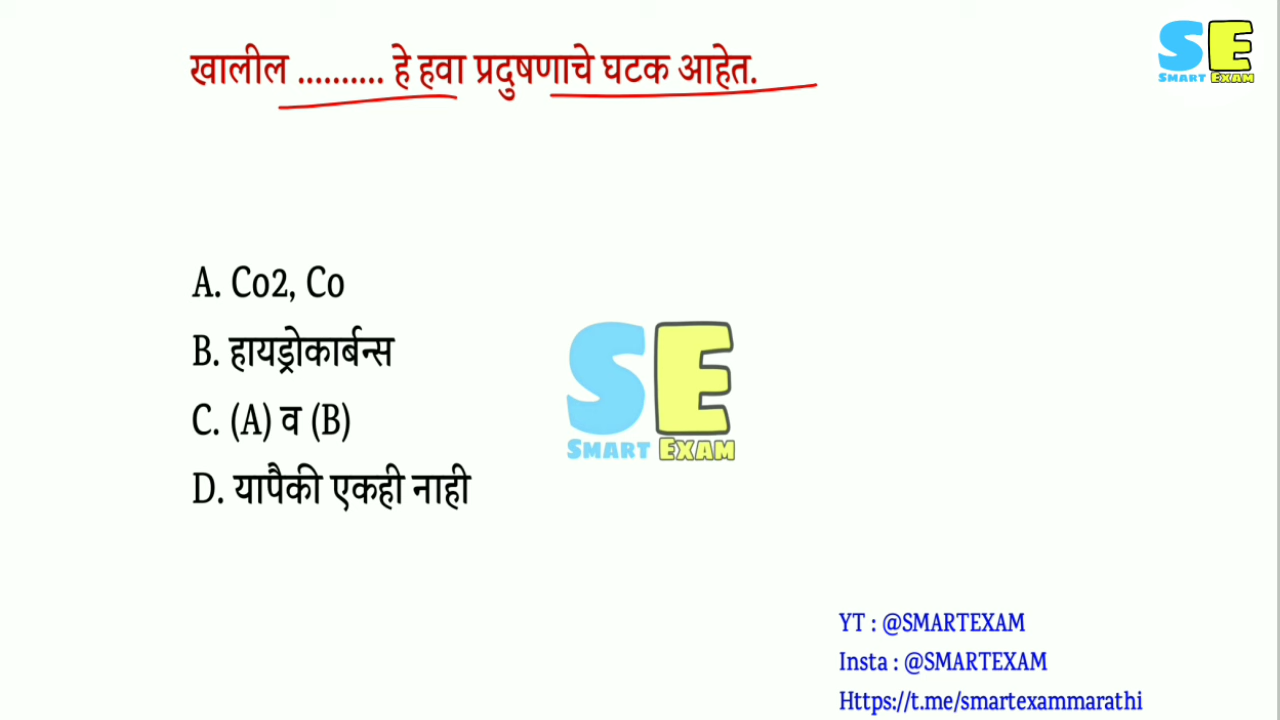 खालील .......... हे हवा प्रदुषणाचे घटक आहेत.
SE
SMART EXAM
A. Co2, Co
B. हायड्रोकार्बन्स
C. (A) व (B)
D. यापैकी एकही नाही
SE
SMART EXAM
YT : @SMARTEXAM
Insta : @SMARTEXAM
Https://t.me/smartexammarathi